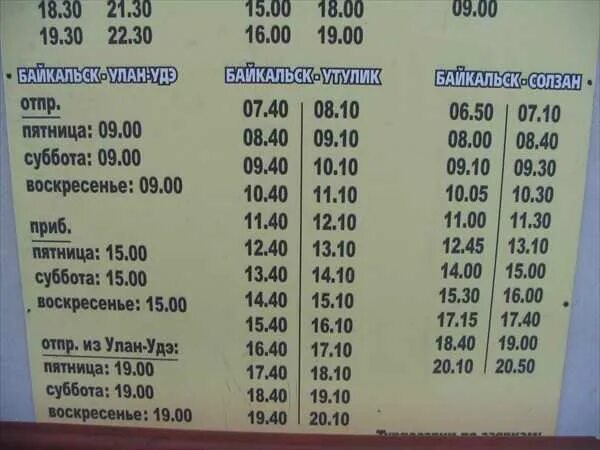 18.30 21.30
19.30 22.30
15.00 18.00
16.00 19.00
09.00
БАЙКАЛЬСК-УЛАН-УДЭ
отпр.
пятница: 09.00
суббота: 09.00
воскресенье: 09.00
приб.
пятница: 15.00
суббота: 15.00
воскресенье: 15.00
отпр. из Улан-Удэ:
пятница: 19.00
суббота: 19.00
воскресенье: 19.00
БАЙКАЛЬСК-УТУЛИК
07.40 08.10
08.40 09.10
09.40 10.10
10.40 11.10
11.40 12.10
12.40 13.10
13.40 14.10
14.40 15.10
15.40 16.10
16.40 17.10
17.40 18.10
18.40 19.10
19.40 20.10
БАЙКАЛЬСК-СОЛЗАН
06.50 07.10
08.00 08.40
09.10 09.30
10.05 10.30
11.00 11.30
12.45 13.10
14.00 15.00
15.30 16.00
17.15 17.40
18.40 19.00
20.10 20.50